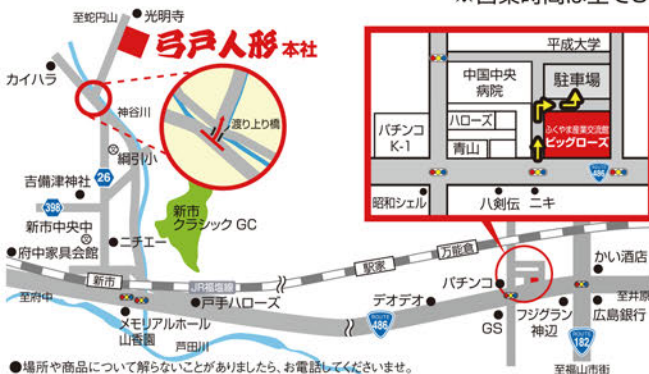 至蛇円山
光明寺
弓戸人形 本社
カイハラ
神谷川
渡り上り橋
網引小
26
吉備津神社
398
新市中央中
ニチエー
府中家具会館
新市
クラシック GC
新市
JR福塩線
駅家
万能倉
至府中
戸手ハローズ
メモリアルホール
山香園
芦田川
デオデオ
ROUTE
486
パチンコ
GS
フジグラン
神辺
かい酒店
至井原
広島銀行
ROUTE
182
至福山市街
平成大学
中国中央
病院
駐車場
パチンコ
K-1
ハローズ
青山
ふくやま産業交流館
ビッグローズ
ROUTE
486
昭和シェル
八剣伝
ニキ
●場所や商品について解らないことがありましたら、お電話してくださいませ。